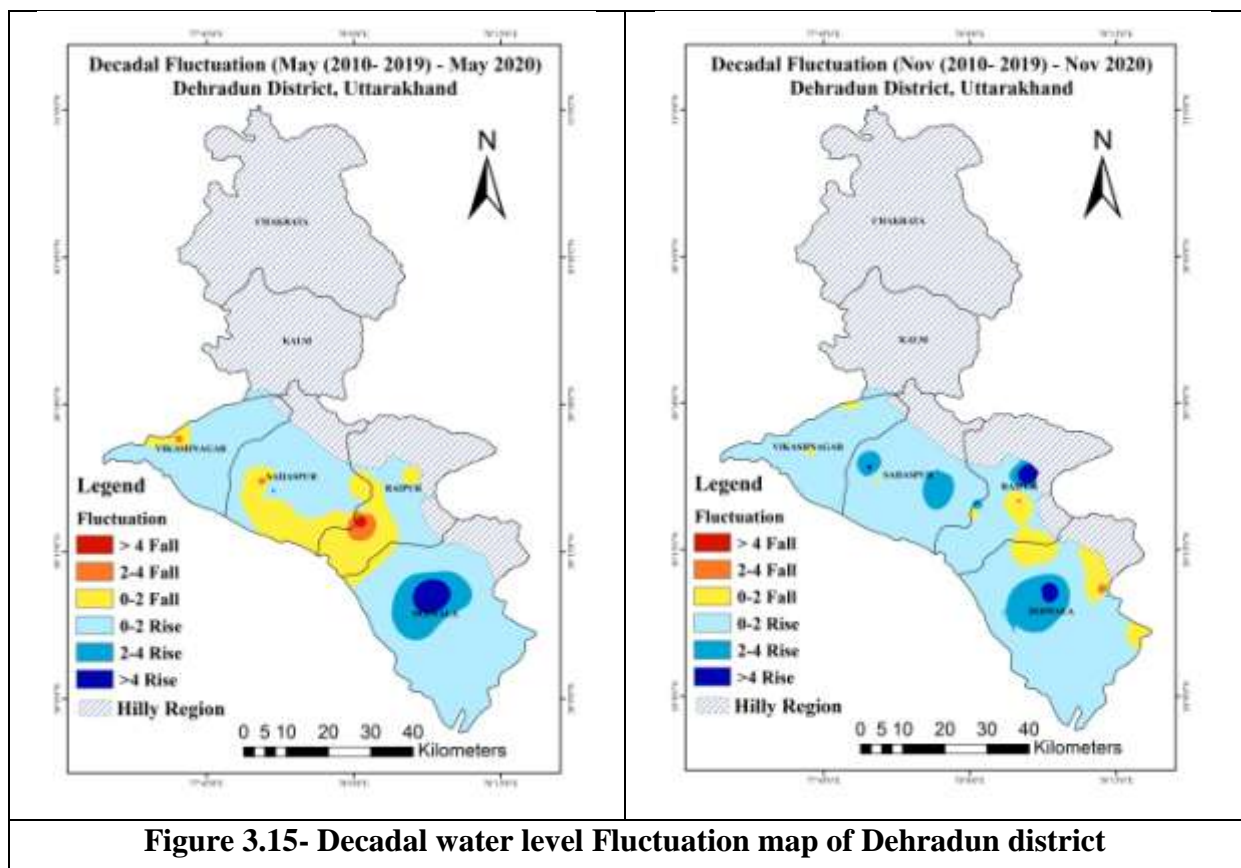 Decadal Fluctuation (May (2010- 2019) - May 2020)
Dehradun District, Uttarakhand
N
CHAKRATA
KALSI
VIKASHNAGAR
SAHASPUR
RAIPUR
DOIWALA
Legend
Fluctuation
> 4 Fall
2-4 Fall
0-2 Fall
0-2 Rise
2-4 Rise
>4 Rise
Hilly Region
0 5 10 20 30 40
Kilometers
Decadal Fluctuation (Nov (2010- 2019) - Nov 2020)
Dehradun District, Uttarakhand
N
CHAKRATA
KALSI
VIKASHNAGAR
SAHASPUR
RAIPUR
DOIWALA
Legend
Fluctuation
> 4 Fall
2-4 Fall
0-2 Fall
0-2 Rise
2-4 Rise
>4 Rise
Hilly Region
0 5 10 20 30 40
Kilometers
Figure 3.15- Decadal water level Fluctuation map of Dehradun district